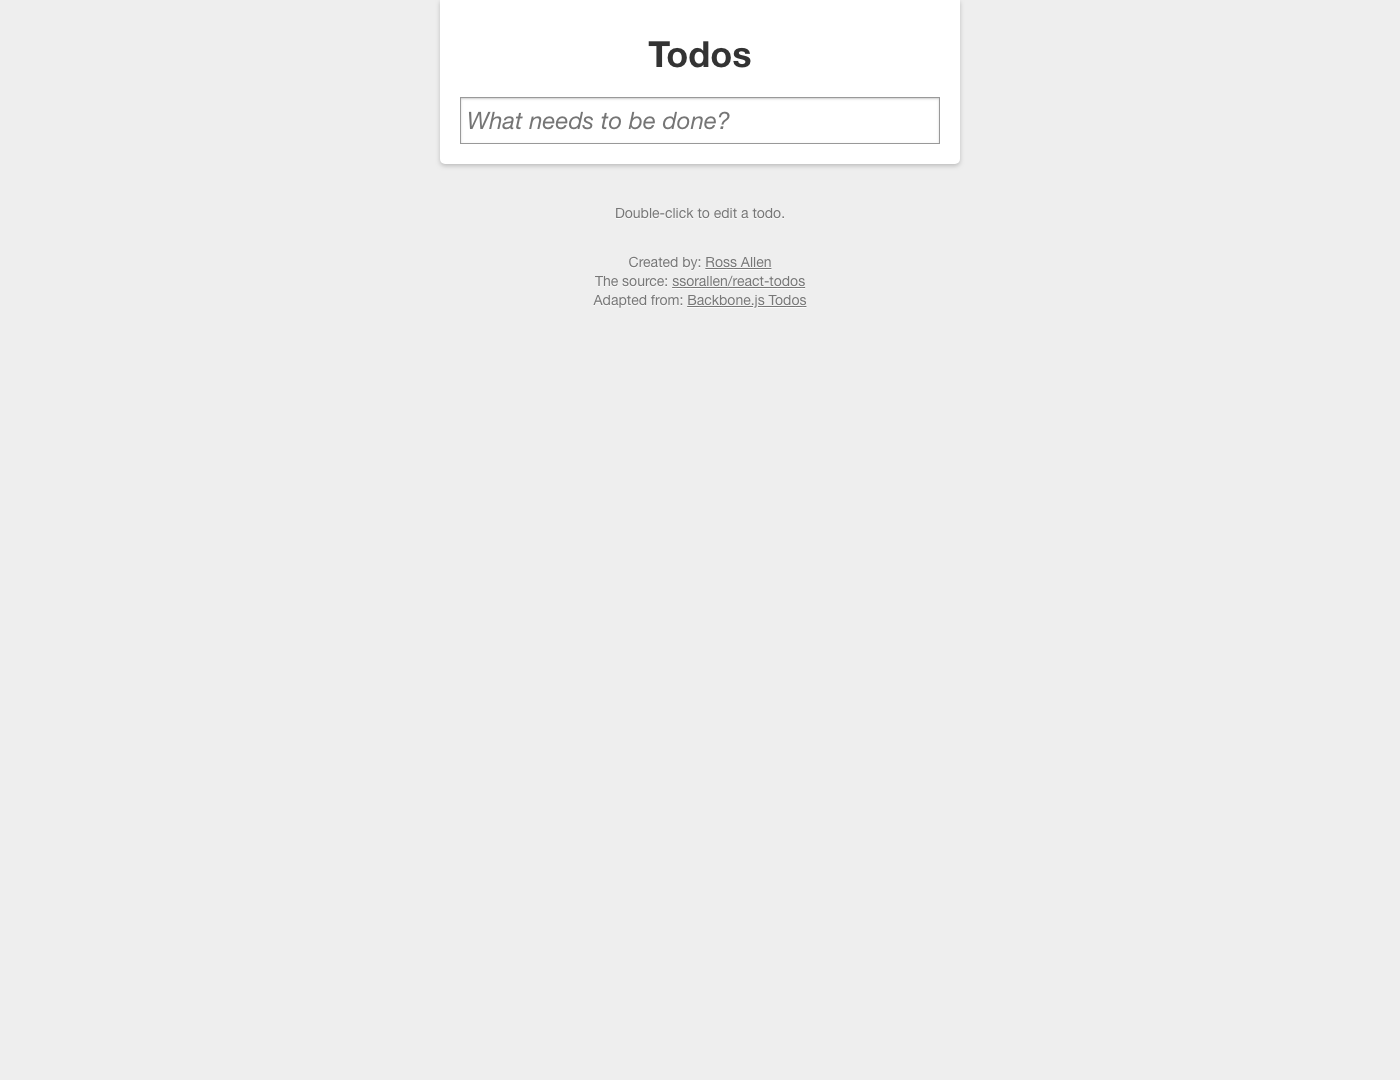 Todos
What needs to be done?
Double-click to edit a todo.
Created by: Ross Allen
The source: ssorallen/react-todos
Adapted from: Backbone.js Todos